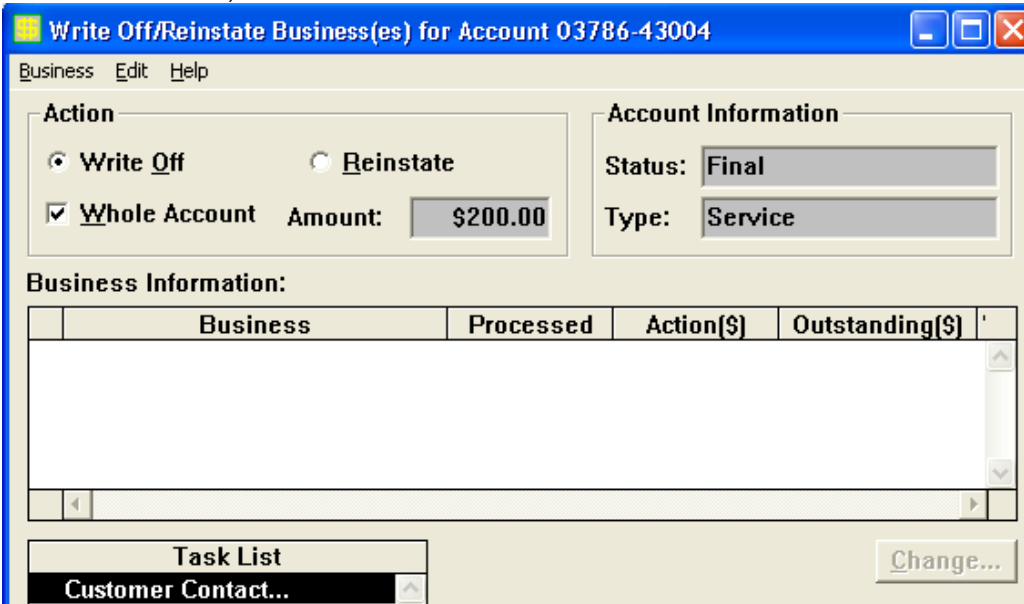 Write Off/Reinstate Business(es) for Account 03786-43004
Business Edit Help
Action
Account Information
Write Off Reinstate
Status: Final
Whole Account Amount: $200.00
Type: Service
Business Information:
Business Processed Action($) Outstanding($)
Task List
Change...
Customer Contact...